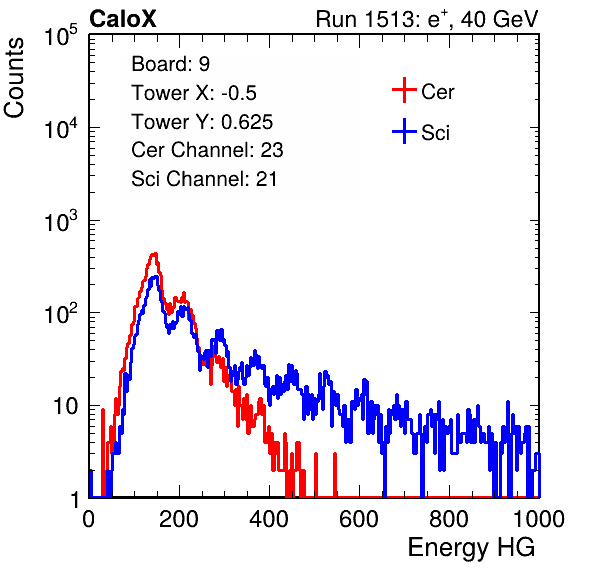 CaloX Run 1513: e+, 40 GeV
Counts
Board: 9
Tower X: -0.5
Tower Y: 0.625
Cer Channel: 23
Sci Channel: 21
Cer
Sci
10^5
10^4
10^3
10^2
10
1
0 200 400 600 800 1000
Energy HG